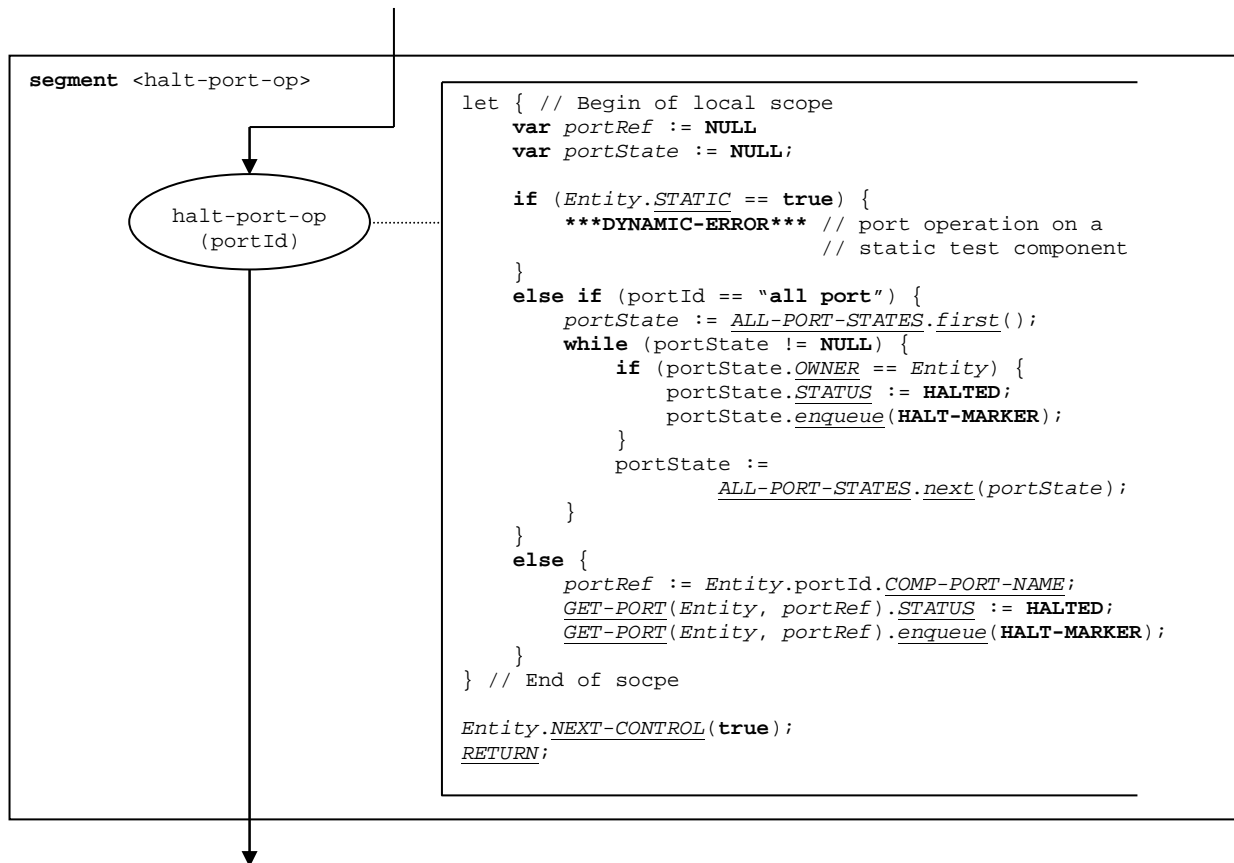 segment <halt-port-op>
halt-port-op
(portId)
let { // Begin of local scope
var portRef := NULL
var portState := NULL;
if (Entity.STATIC == true) {
***DYNAMIC-ERROR*** // port operation on a
// static test component
}
else if (portId == “all port”) {
portState := ALL-PORT-STATES.first();
while (portState != NULL) {
if (portState.OWNER == Entity) {
portState.STATUS := HALTED;
portState.enqueue(HALT-MARKER);
}
portState :=
ALL-PORT-STATES.next(portState);
}
}
else {
portRef := Entity.portId.COMP-PORT-NAME;
GET-PORT(Entity, portRef).STATUS := HALTED;
GET-PORT(Entity, portRef).enqueue(HALT-MARKER);
}
} // End of socpe
Entity.NEXT-CONTROL(true);
RETURN;